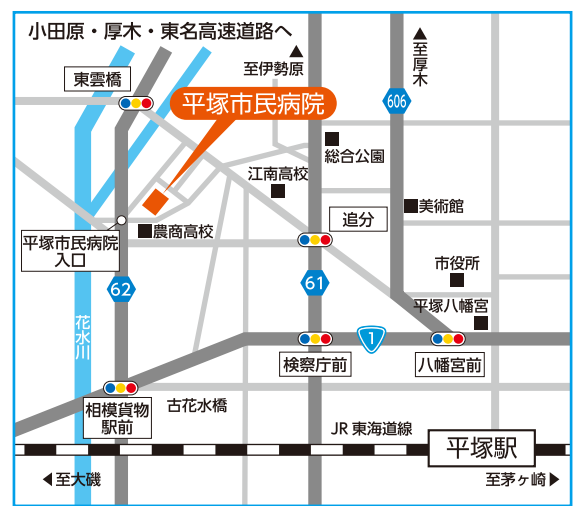 小田原・厚木・東名高速道路へ
至伊勢原
至厚木
東雲橋
平塚市民病院
606
総合公園
江南高校
美術館
追分
農商高校
平塚市民病院
入口
市役所
62
61
平塚八幡宮
花水川
1
検察庁前
八幡宮前
相模貨物
駅前
古花水橋
JR東海道線
平塚駅
至大磯
至茅ヶ崎